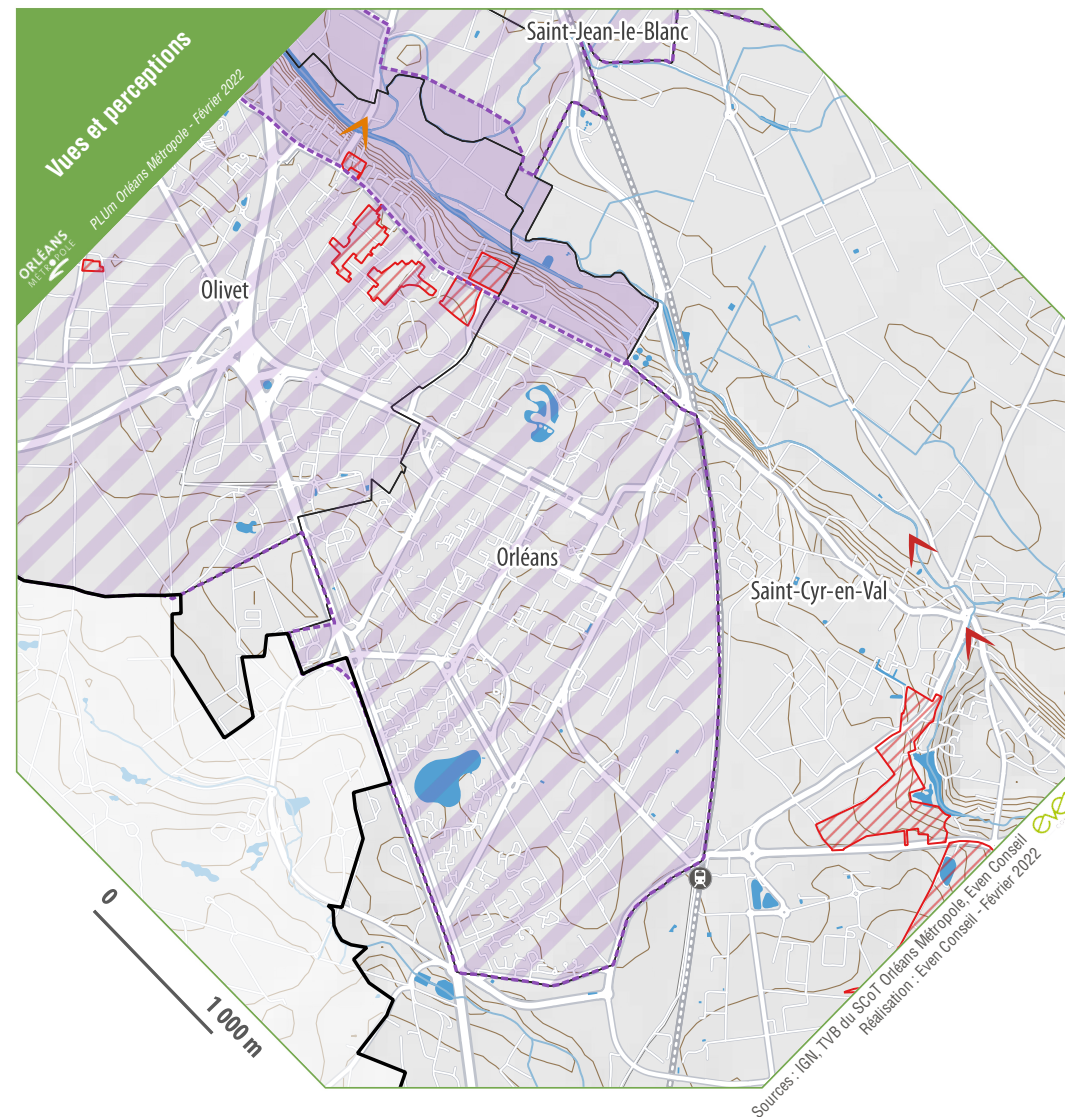 Vues et perceptions
PLUm Orléans Métropole - Février 2022
ORLÉANS
MÉTROPOLE
Saint-Jean-le-Blanc
Olivet
Orléans
Saint-Cyr-en-Val
0
1 000 m
Sources : IGN, TVB du SCoT Orléans Métropole, Even Conseil
Réalisation : Even Conseil - Février 2022